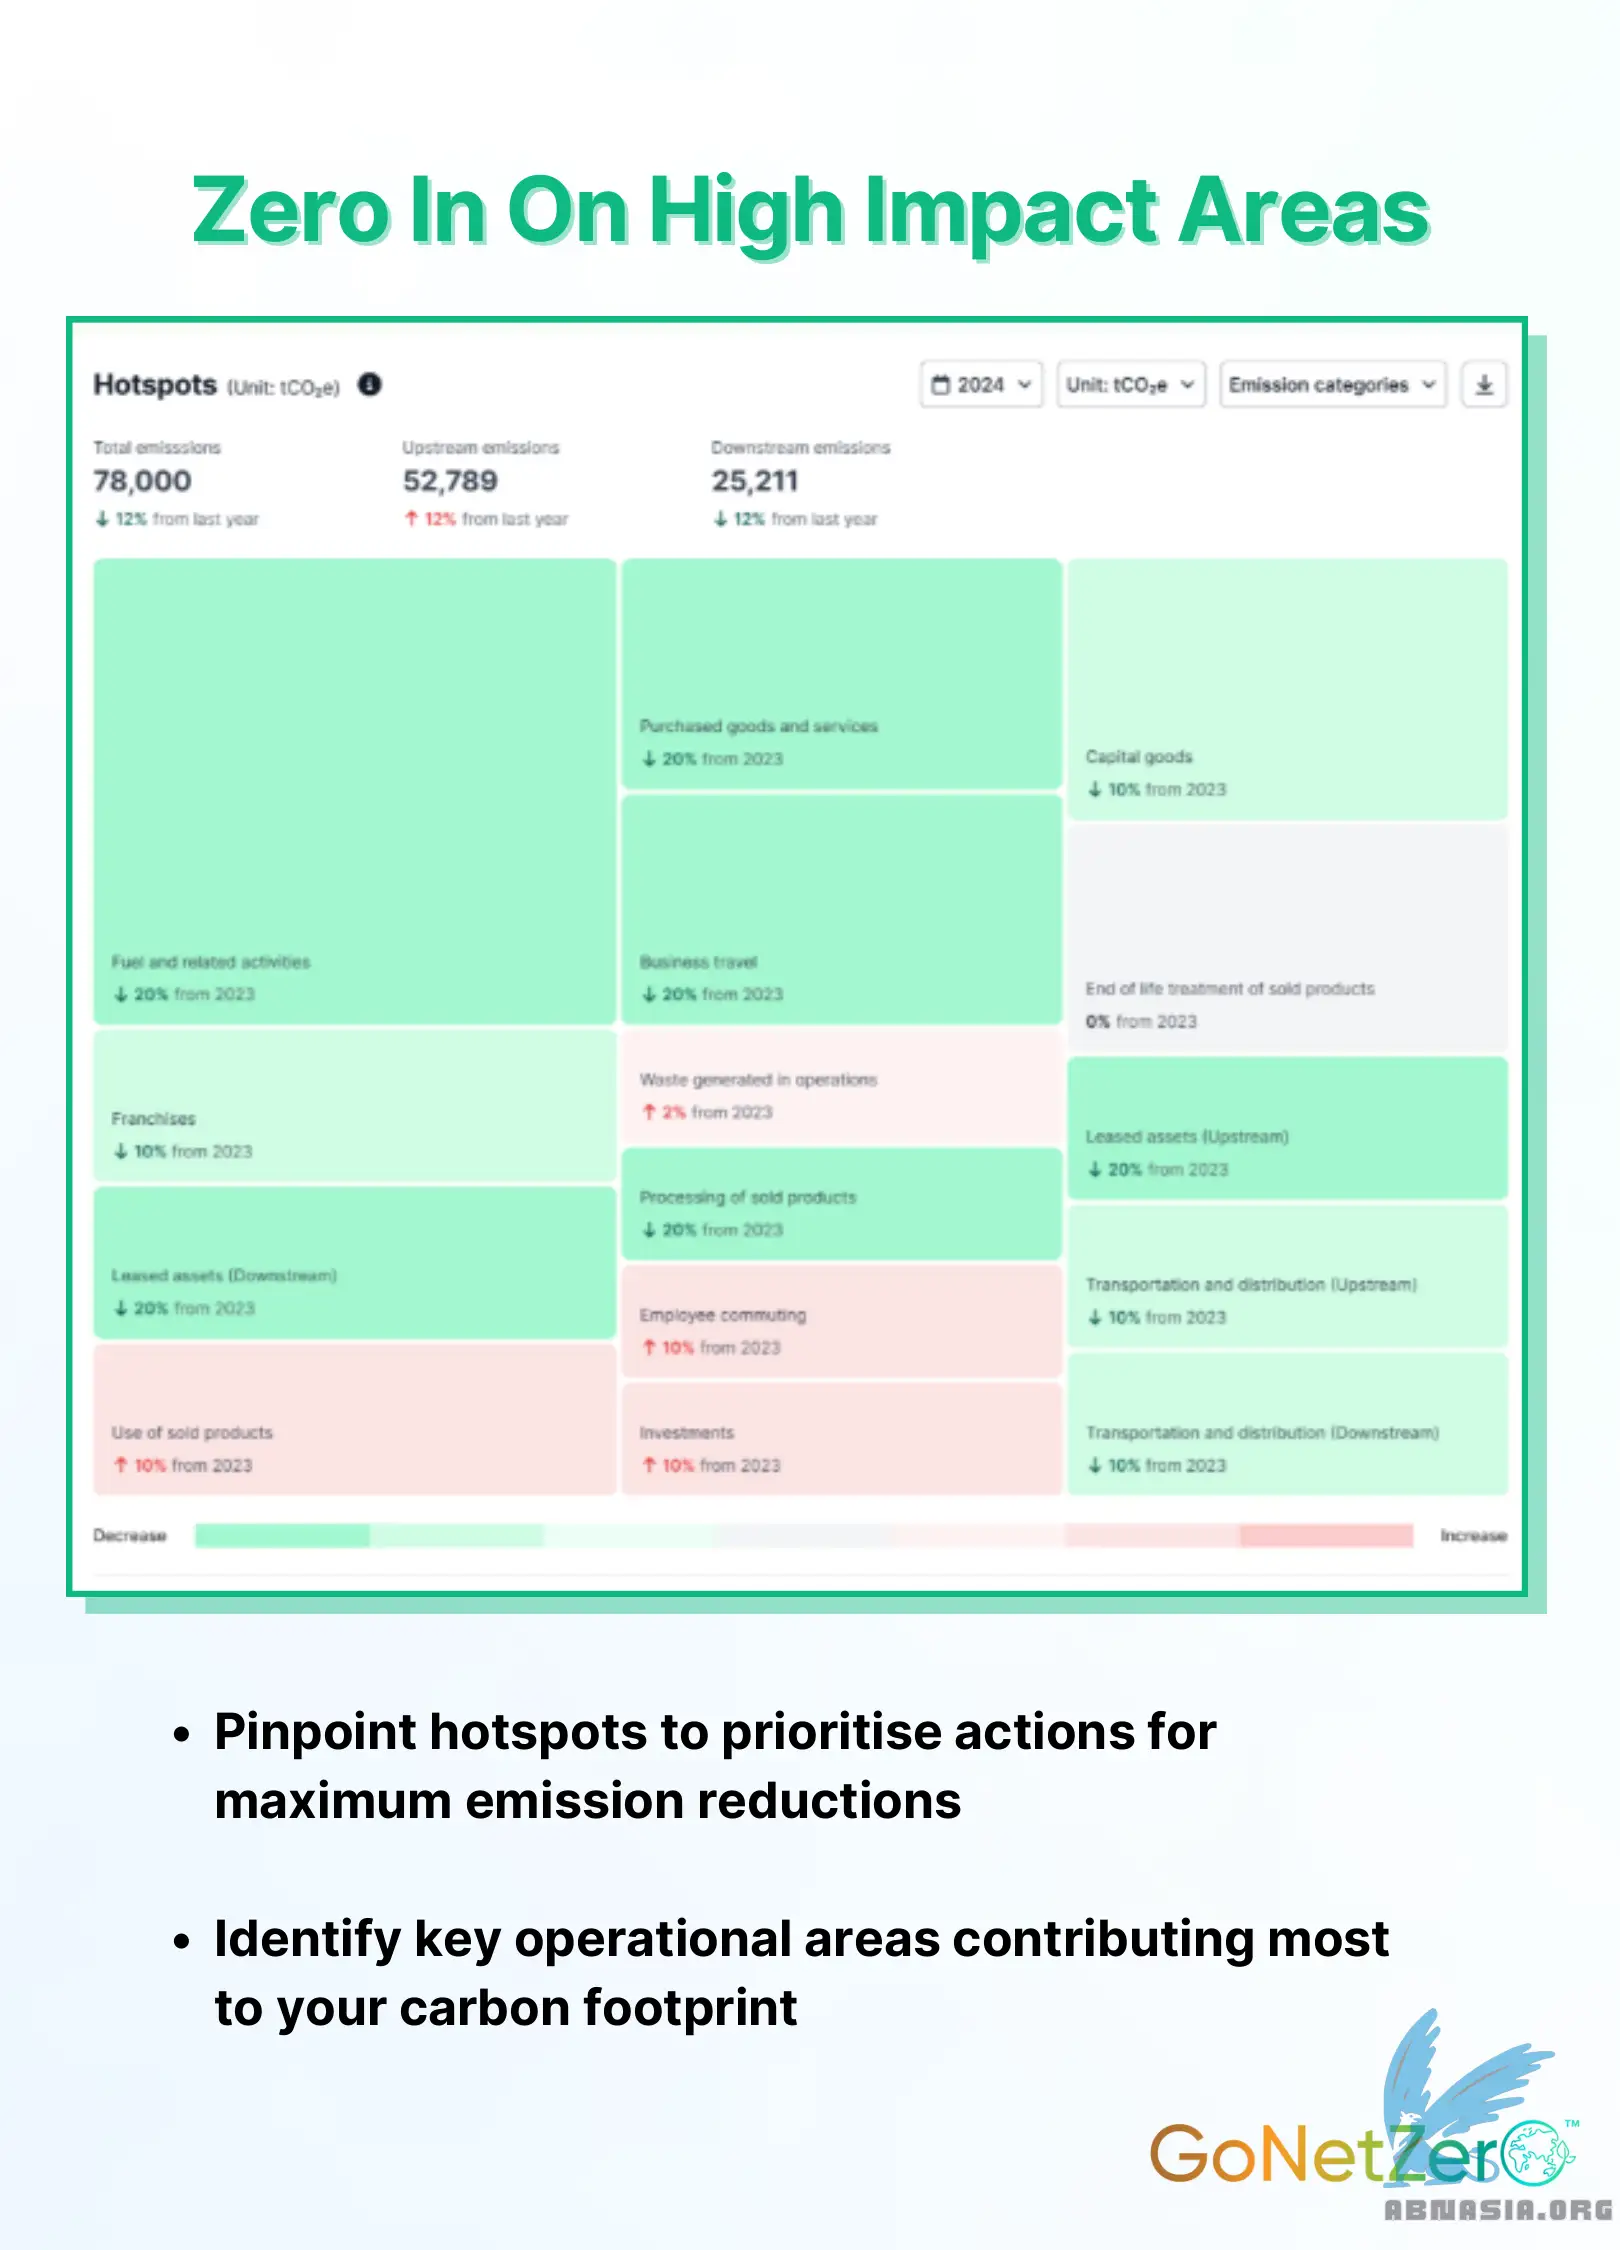 Zero In On High Impact Areas
Hotspots (Unit: tCO₂e)
2024
Unit: tCO₂e
Emission categories
Total emisssions
Upstream emissions
Downstream emissions
78,000
52,789
25,211
↓ 12% from last year
↑ 12% from last year
↓ 12% from last year
Fuel and related activities
↓ 20% from 2023
Franchises
↓ 10% from 2023
Leased assets (Downstream)
↓ 20% from 2023
Use of sold products
↑ 10% from 2023
Purchased goods and services
↓ 20% from 2023
Business travel
↓ 20% from 2023
Waste generated in operations
↑ 2% from 2023
Processing of sold products
↓ 20% from 2023
Employee commuting
↑ 10% from 2023
Investments
↑ 10% from 2023
Capital goods
↓ 10% from 2023
End of life treatment of sold products
0% from 2023
Leased assets (Upstream)
↓ 20% from 2023
Transportation and distribution (Upstream)
↓ 10% from 2023
Transportation and distribution (Downstream)
↓ 10% from 2023
Decrease
Increase
• Pinpoint hotspots to prioritise actions for
maximum emission reductions
• Identify key operational areas contributing most
to your carbon footprint
GoNetZero™
ABNASIA.ORG